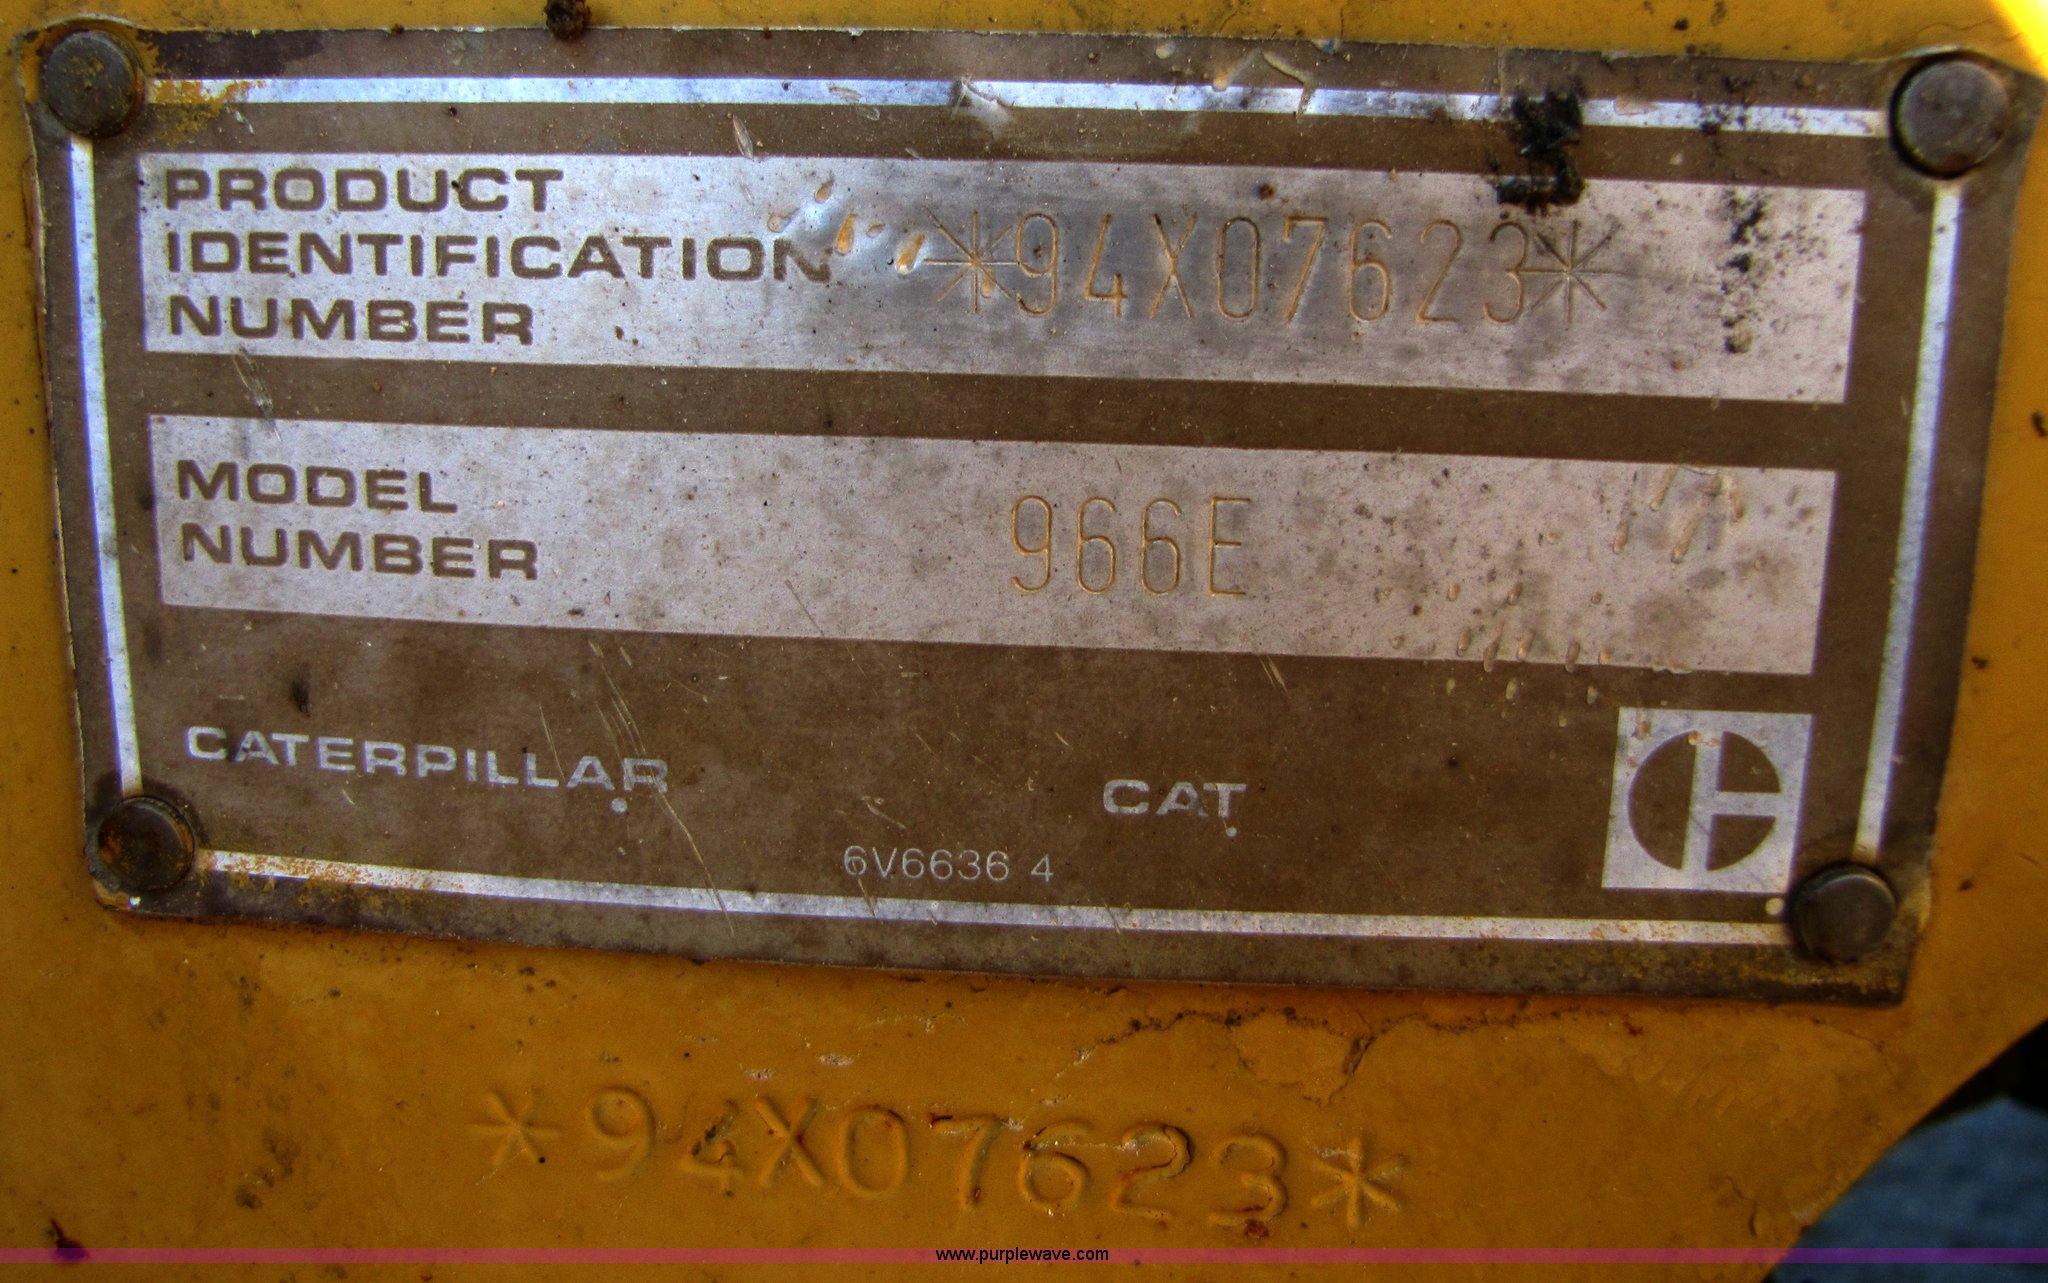 PRODUCT
IDENTIFICATION
NUMBER
*94X07623*
MODEL
NUMBER
966E
CATERPILLAR
CAT
6V6636 4
*94X07623*
www.purplewave.com